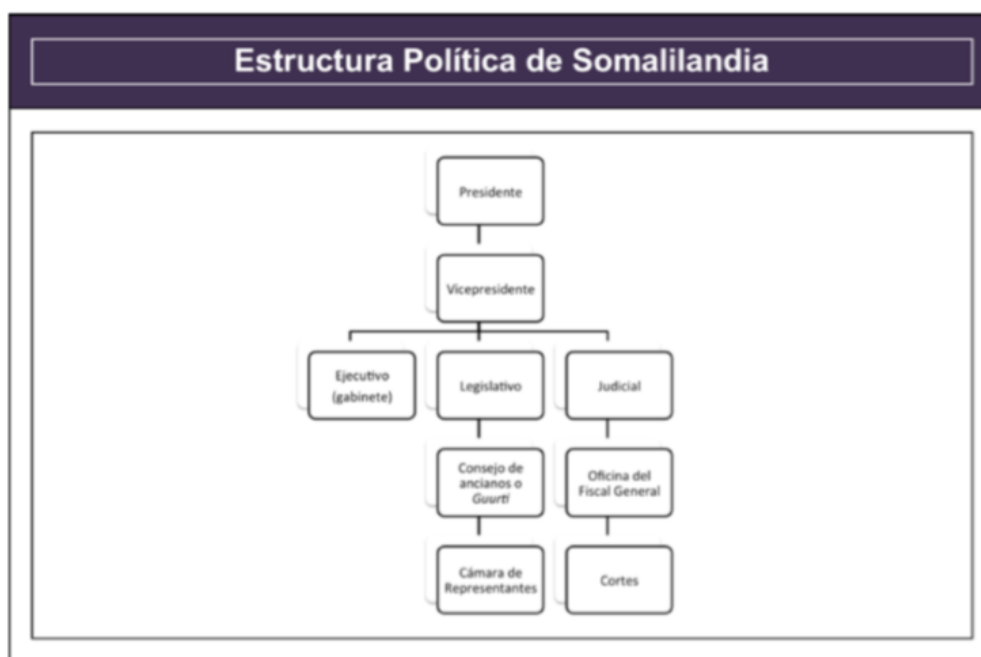 Estructura Política de Somalilandia
Presidente
Vicepresidente
Ejecutivo
(gabinete)
Legislativo
Judicial
Consejo de
ancianos o
Guurti
Oficina del
Fiscal General
Cámara de
Representantes
Cortes